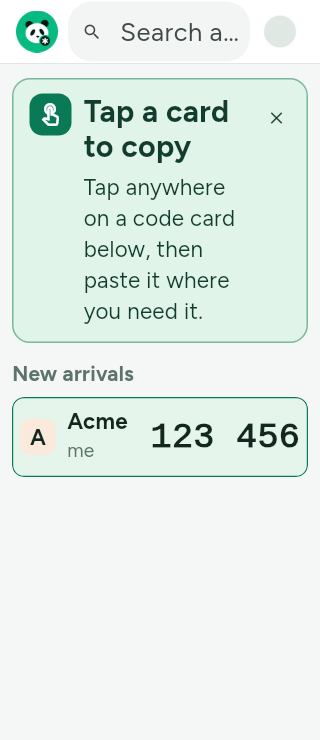 Search a...
Tap a card
to copy
Tap anywhere
on a code card
below, then
paste it where
you need it.
New arrivals
A
Acme
me
123 456